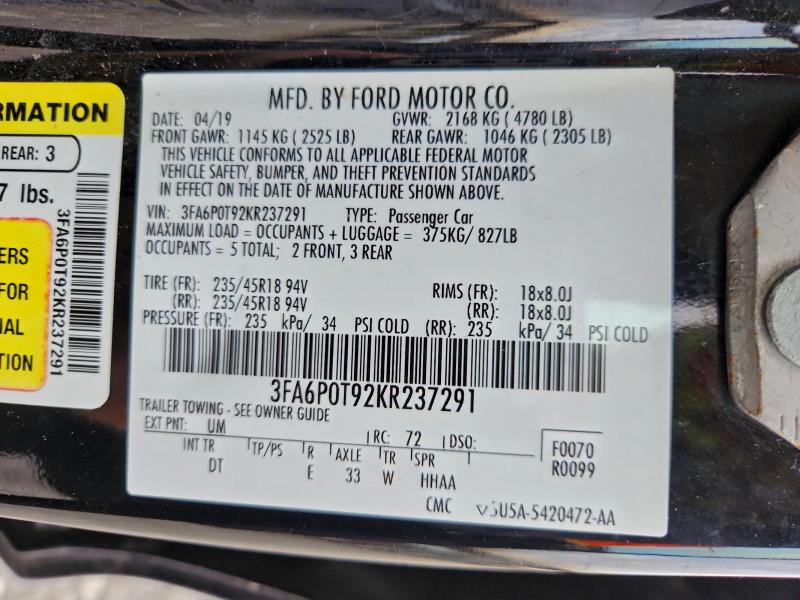 MFD. BY FORD MOTOR CO.
DATE: 04/19 GVWR: 2168 KG ( 4780 LB)
FRONT GAWR: 1145 KG ( 2525 LB) REAR GAWR: 1046 KG ( 2305 LB)
THIS VEHICLE CONFORMS TO ALL APPLICABLE FEDERAL MOTOR
VEHICLE SAFETY, BUMPER, AND THEFT PREVENTION STANDARDS
IN EFFECT ON THE DATE OF MANUFACTURE SHOWN ABOVE.
VIN: 3FA6P0T92KR237291 TYPE: Passenger Car
MAXIMUM LOAD = OCCUPANTS + LUGGAGE = 375KG/ 827LB
OCCUPANTS = 5 TOTAL; 2 FRONT, 3 REAR
TIRE (FR): 235/45R18 94V RIMS (FR): 18x8.0J
(RR): 235/45R18 94V (RR): 18x8.0J
PRESSURE (FR): 235 kPa/ 34 PSI COLD (RR): 235 kPa/ 34 PSI COLD
3FA6P0T92KR237291
TRAILER TOWING - SEE OWNER GUIDE
EXT PNT: UM RC: 72 DSO: F0070
R0099
INT TR TP/PS R AXLE TR SPR
DT E 33 W HHAA
CMC 5U5A-5420472-AA
RMATION
REAR: 3
7 lbs.
3FA6P0T92KR237291
ERS
FOR
NAL
TION